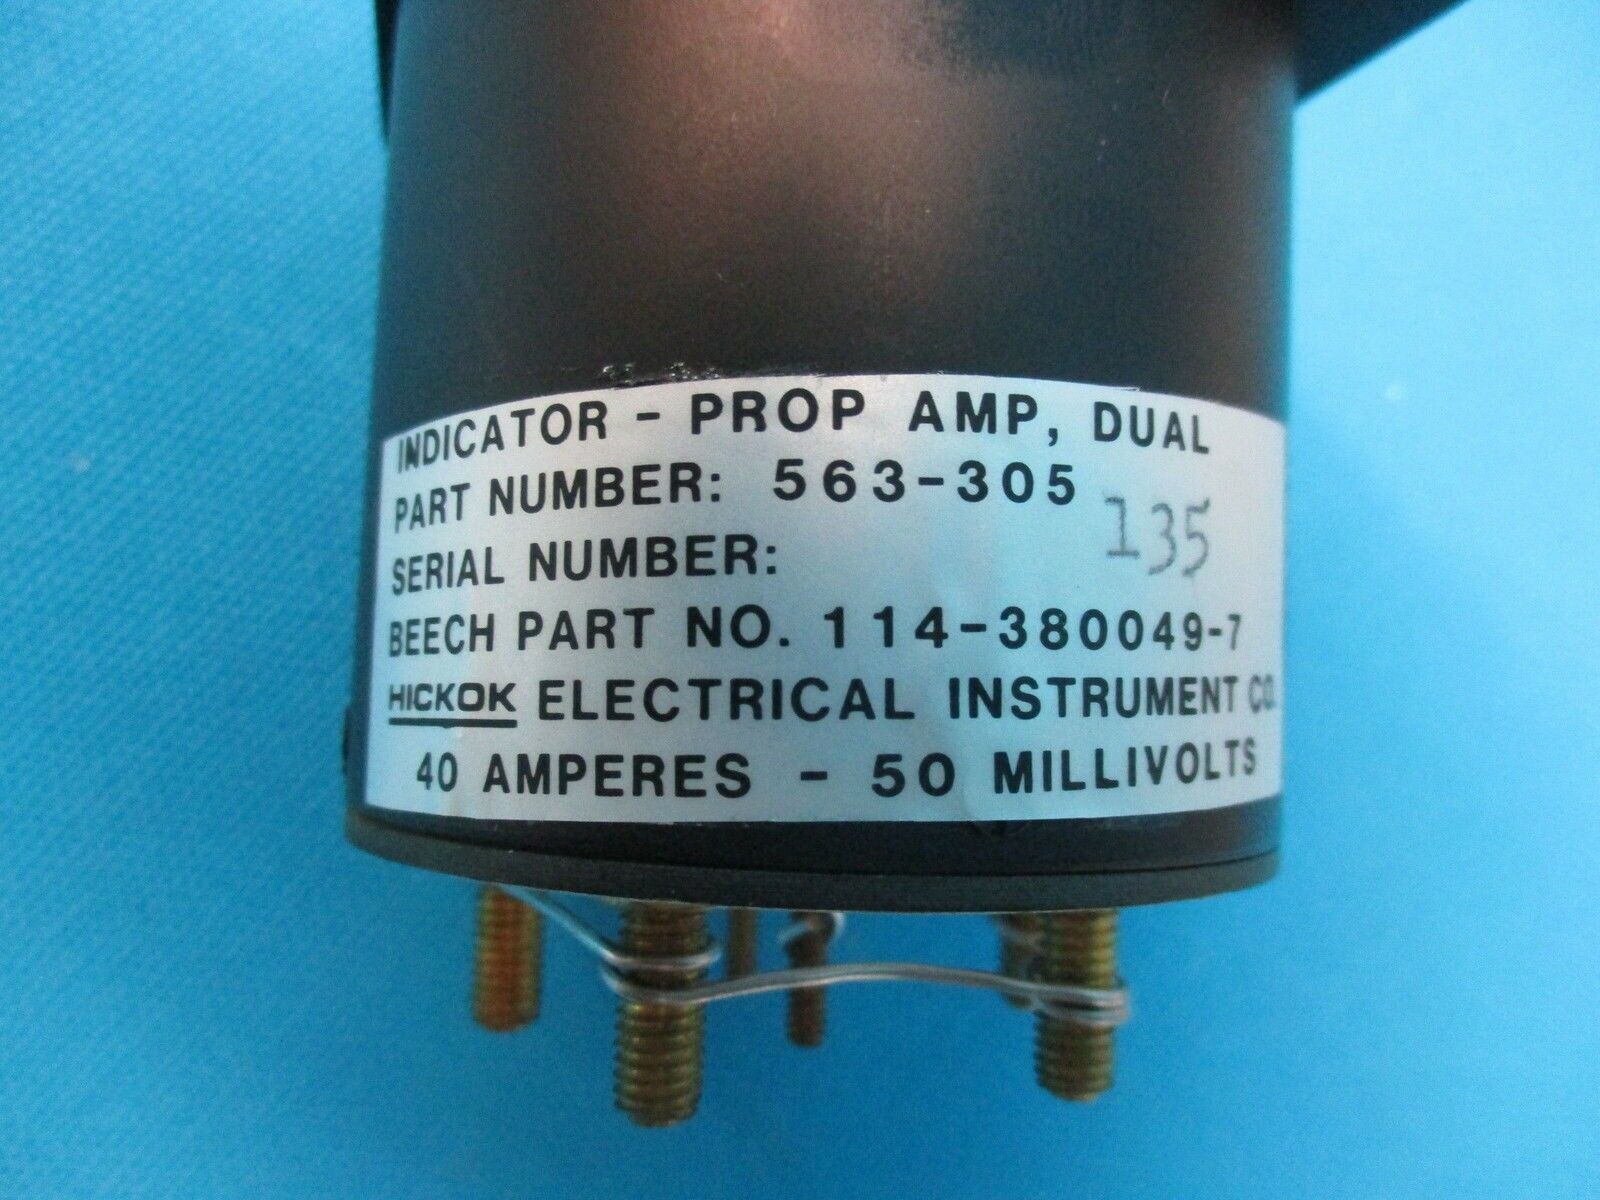 INDICATOR - PROP AMP, DUAL
PART NUMBER: 563-305
SERIAL NUMBER: 135
BEECH PART NO. 114-380049-7
HICKOK ELECTRICAL INSTRUMENT CO.
40 AMPERES - 50 MILLIVOLTS